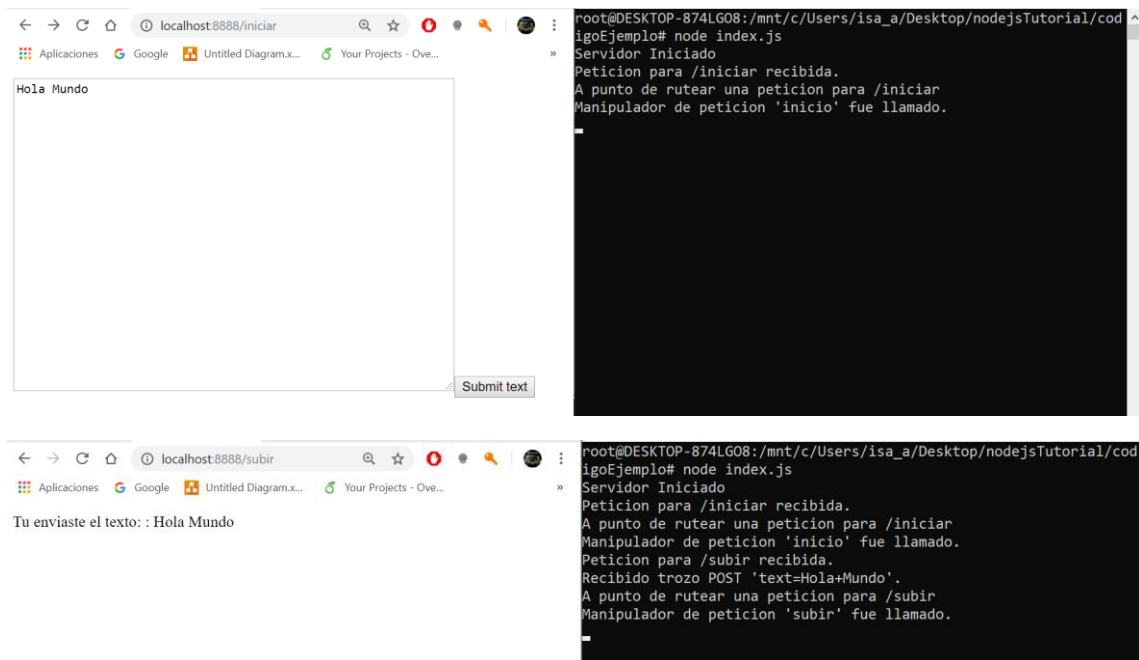 localhost:8888/iniciar
Aplicaciones Google Untitled Diagram.x... Your Projects - Ove... »
Hola Mundo
Submit text
root@DESKTOP-874LGO8:/mnt/c/Users/isa_a/Desktop/nodejsTutorial/cod
igoEjemplo# node index.js
Servidor Iniciado
Peticion para /iniciar recibida.
A punto de rutear una peticion para /iniciar
Manipulador de peticion 'inicio' fue llamado.
localhost:8888/subir
Aplicaciones Google Untitled Diagram.x... Your Projects - Ove... »
Tu enviaste el texto: : Hola Mundo
root@DESKTOP-874LGO8:/mnt/c/Users/isa_a/Desktop/nodejsTutorial/cod
igoEjemplo# node index.js
Servidor Iniciado
Peticion para /iniciar recibida.
A punto de rutear una peticion para /iniciar
Manipulador de peticion 'inicio' fue llamado.
Peticion para /subir recibida.
Recibido trozo POST 'text=Hola+Mundo'.
A punto de rutear una peticion para /subir
Manipulador de peticion 'subir' fue llamado.